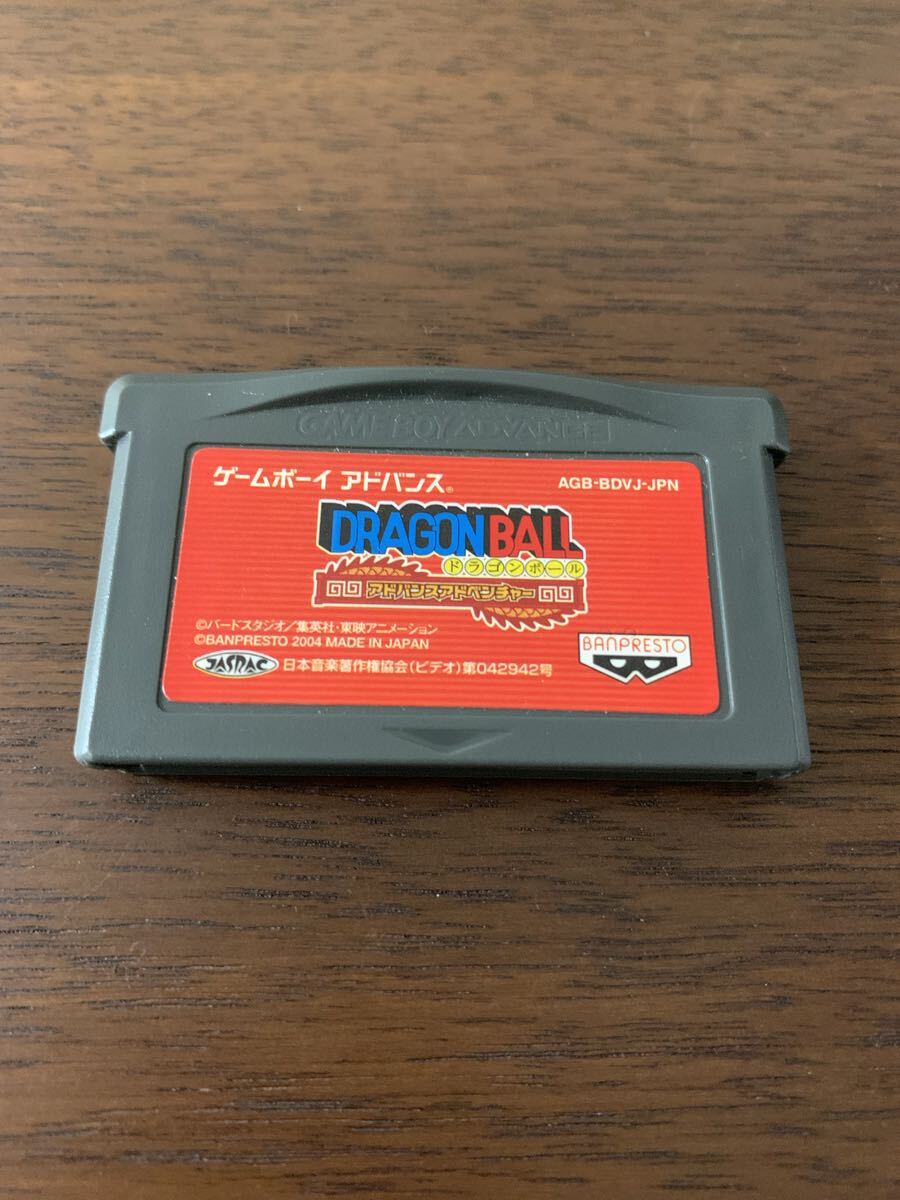 GAME BOY ADVANCE
ゲームボーイ アドバンス®
AGB-BDVJ-JPN
DRAGON BALL
ドラゴンボール
アドバンスアドベンチャー
©バードスタジオ／集英社・東映アニメーション
©BANPRESTO 2004 MADE IN JAPAN
BANPRESTO
JASRAC 日本音楽著作権協会(ビデオ)第042942号